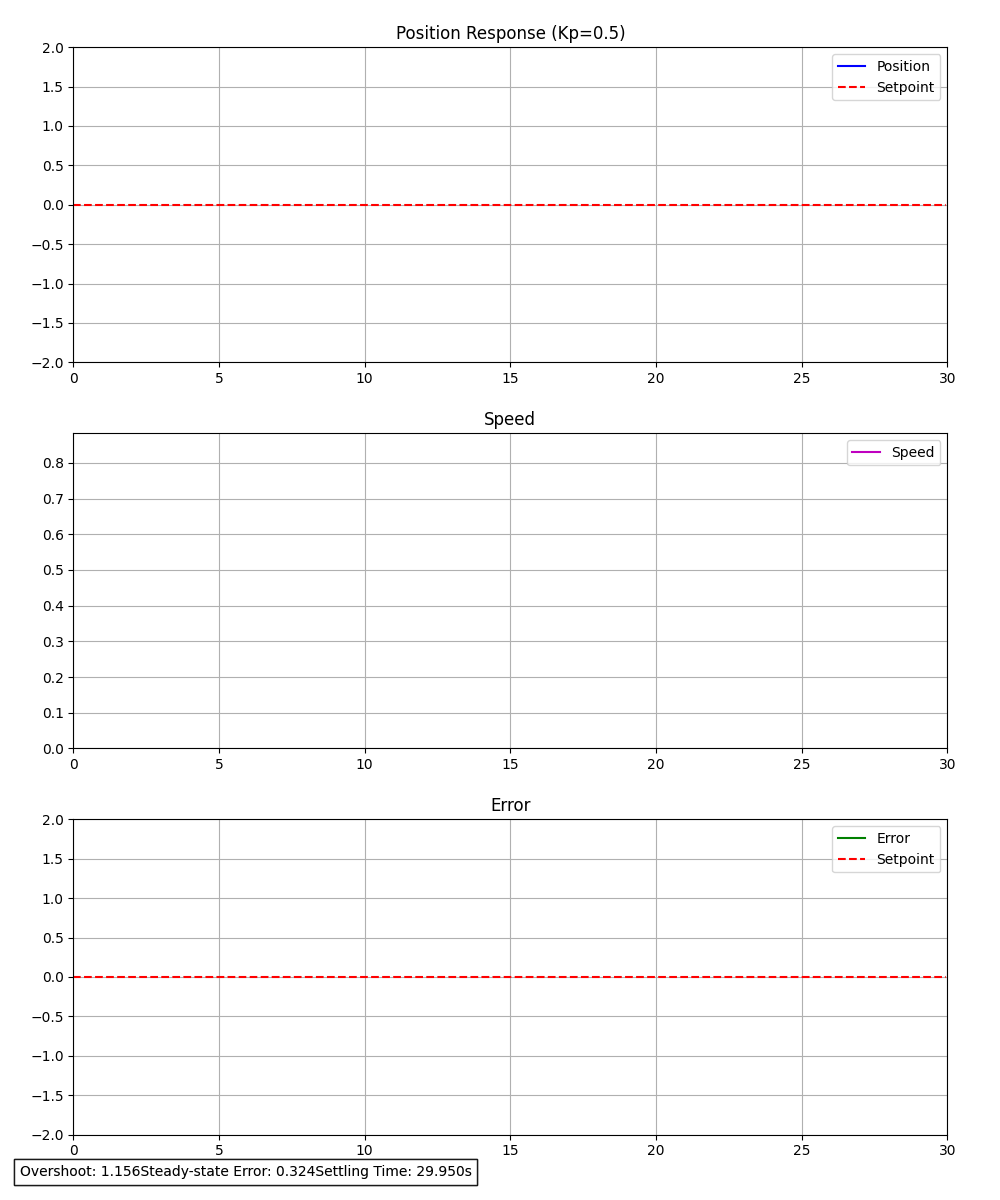 Position Response (Kp=0.5)
2.0
1.5
1.0
0.5
0.0
−0.5
−1.0
−1.5
−2.0
0 5 10 15 20 25 30
Position
Setpoint
Speed
0.8
0.7
0.6
0.5
0.4
0.3
0.2
0.1
0.0
0 5 10 15 20 25 30
Speed
Error
2.0
1.5
1.0
0.5
0.0
−0.5
−1.0
−1.5
−2.0
0 5 10 15 20 25 30
Error
Setpoint
Overshoot: 1.156Steady-state Error: 0.324Settling Time: 29.950s